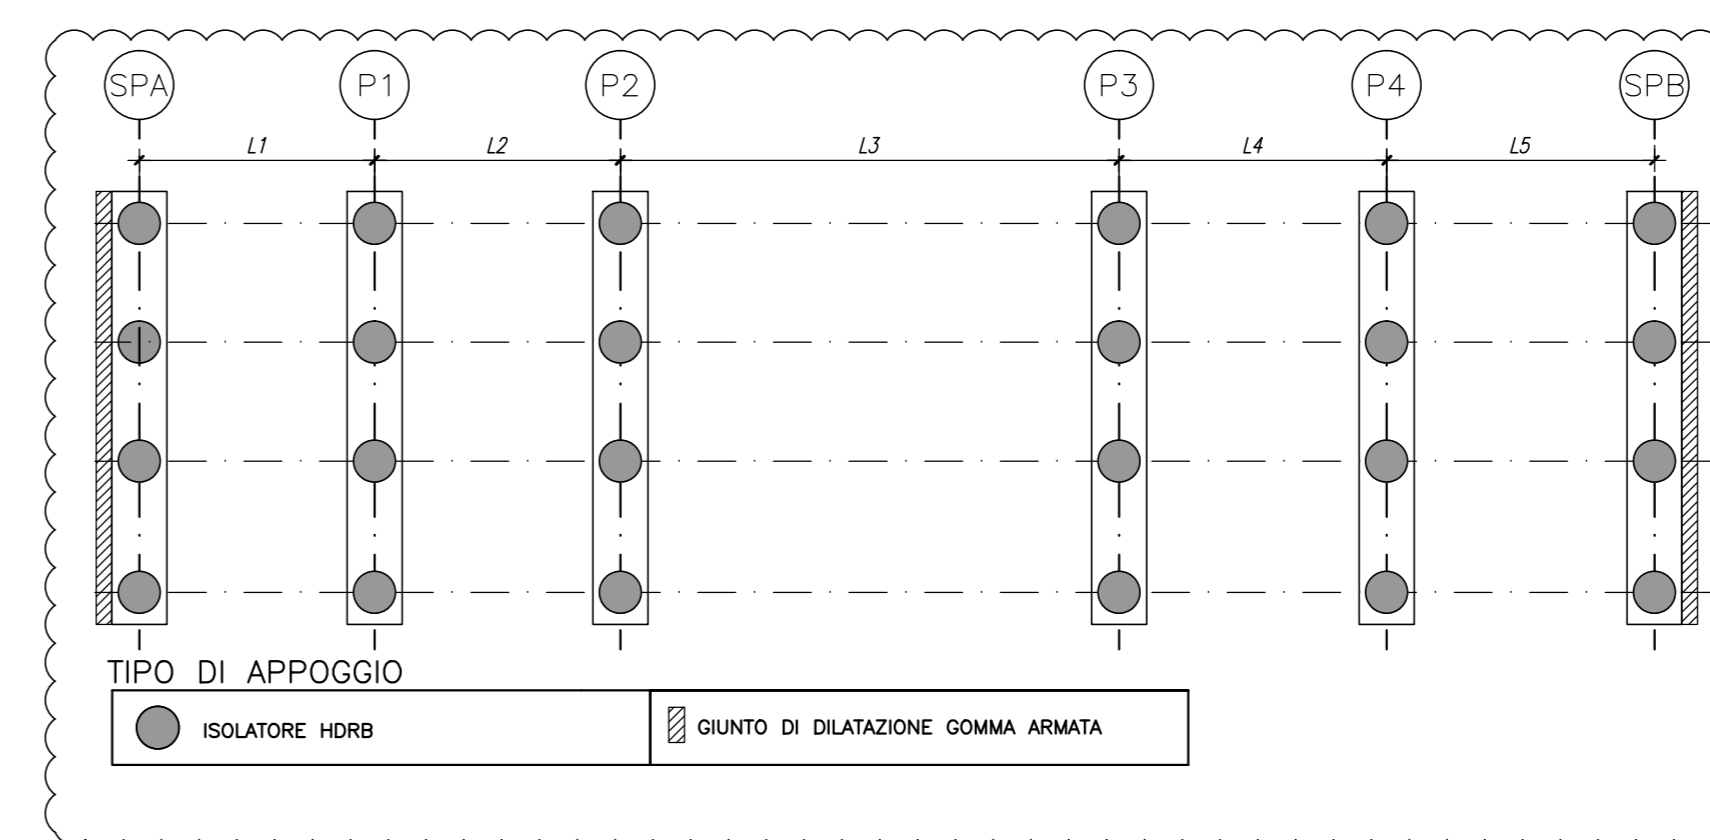 SPA P1 P2 P3 P4 SPB
L1 L2 L3 L4 L5
TIPO DI APPOGGIO
ISOLATORE HDRB GIUNTO DI DILATAZIONE GOMMA ARMATA